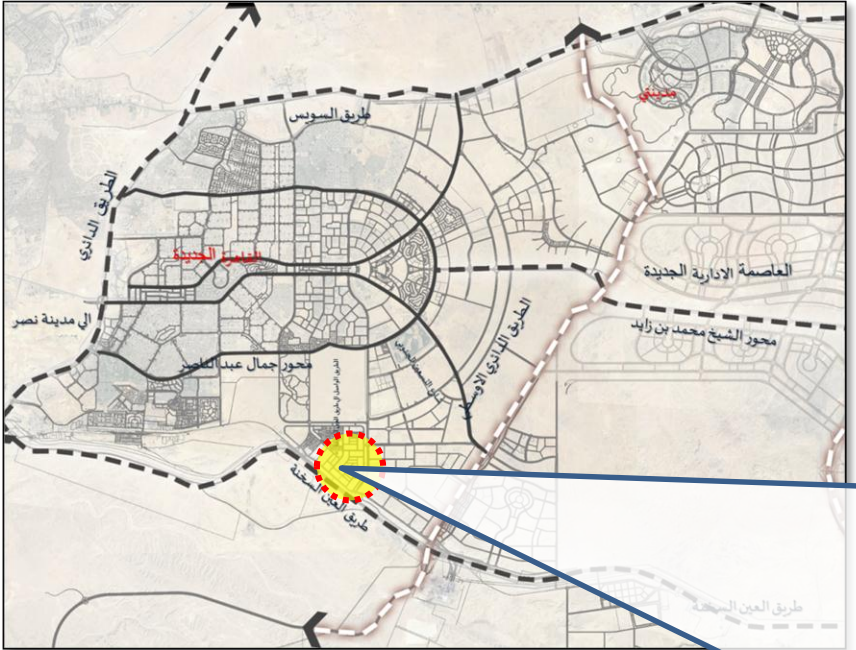 طريق السويس
مدينتي
الطريق الدائري
القاهرة الجديدة
العاصمة الادارية الجديدة
الي مدينة نصر
الطريق الدائري الاوسطي
محور الشيخ محمد بن زايد
محور جمال عبد الناصر
طريق العين السخنة
طريق العين السخنة